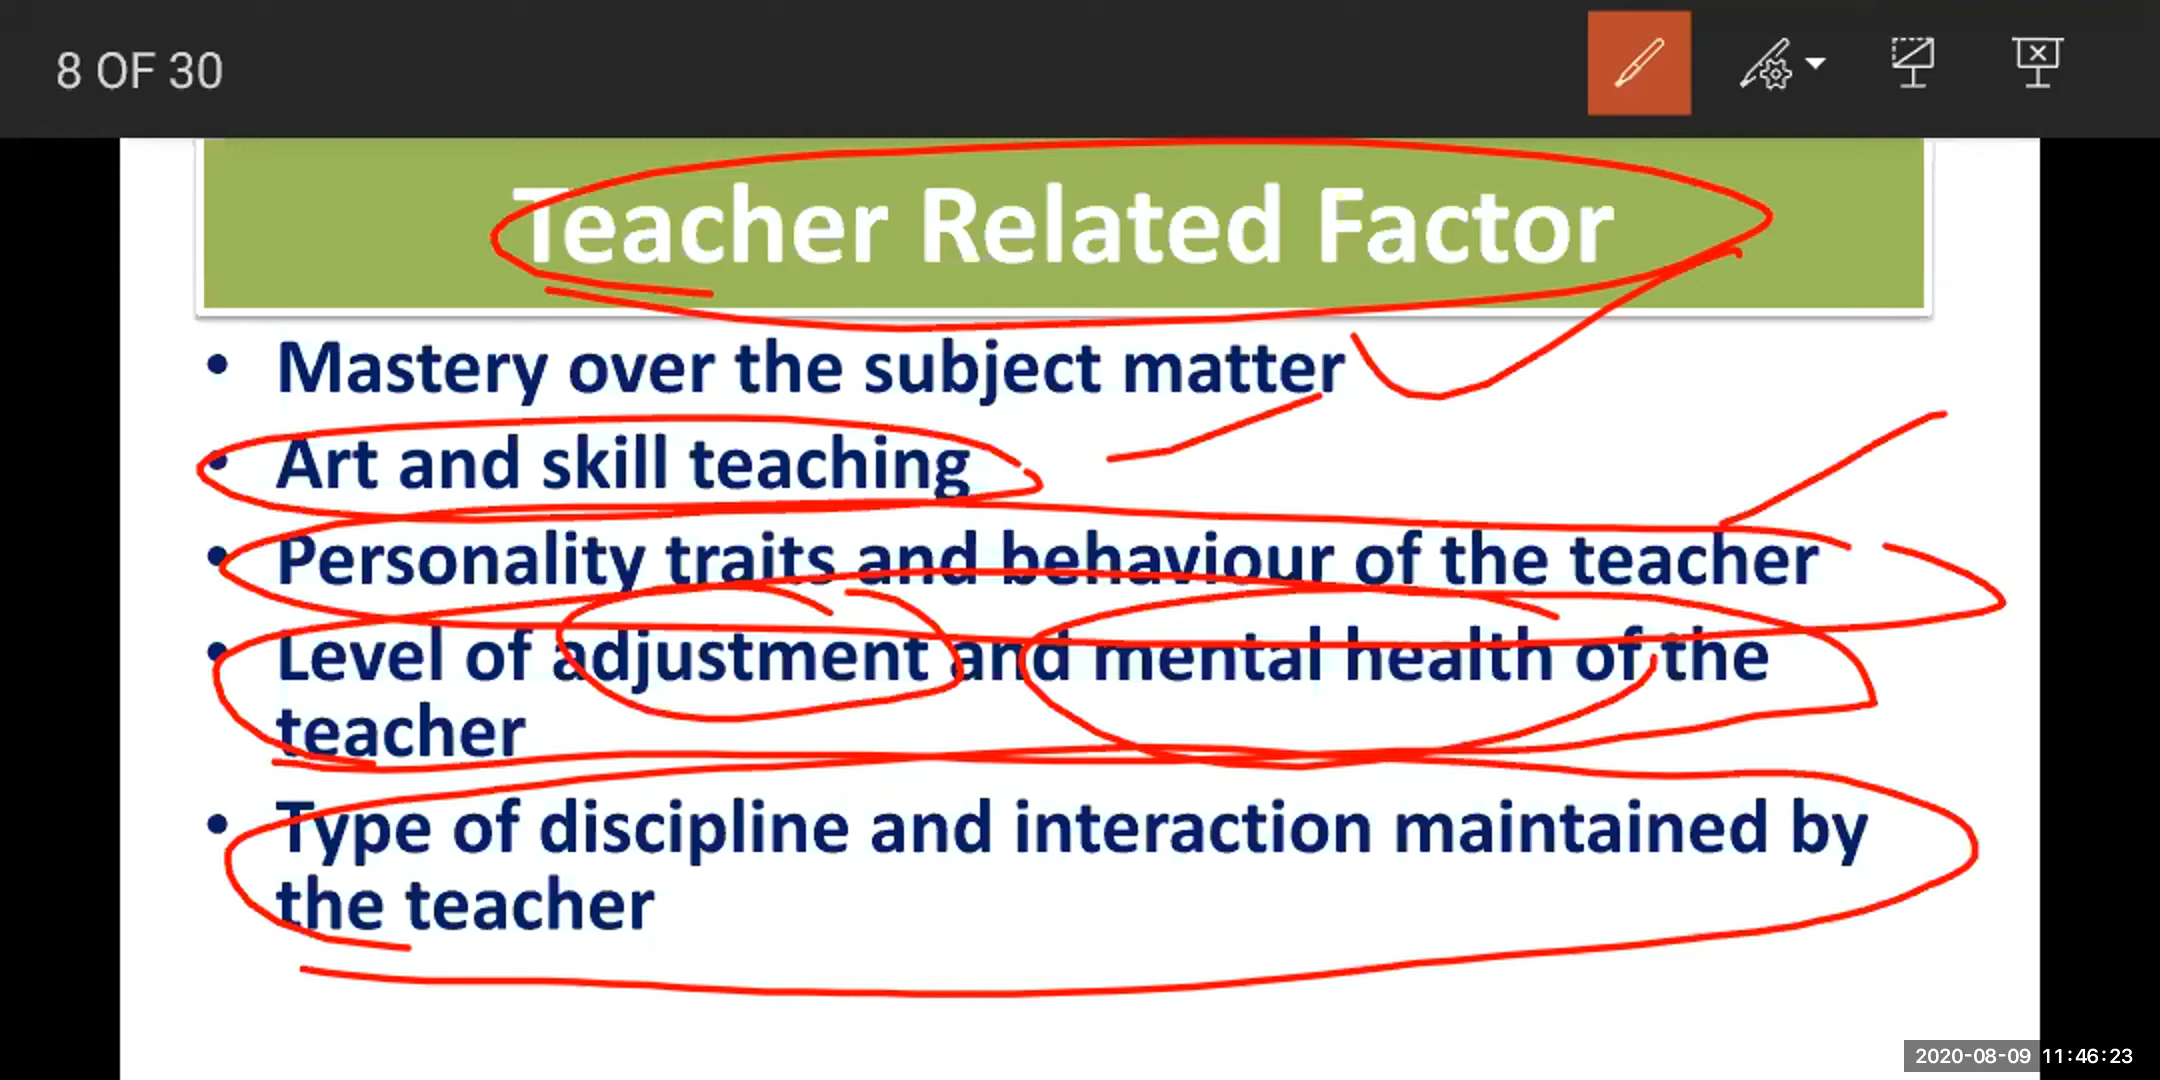 8 OF 30
Teacher Related Factor
• Mastery over the subject matter
• Art and skill teaching
• Personality traits and behaviour of the teacher
• Level of adjustment and mental health of the
teacher
• Type of discipline and interaction maintained by
the teacher
2020-08-09 11:46:23